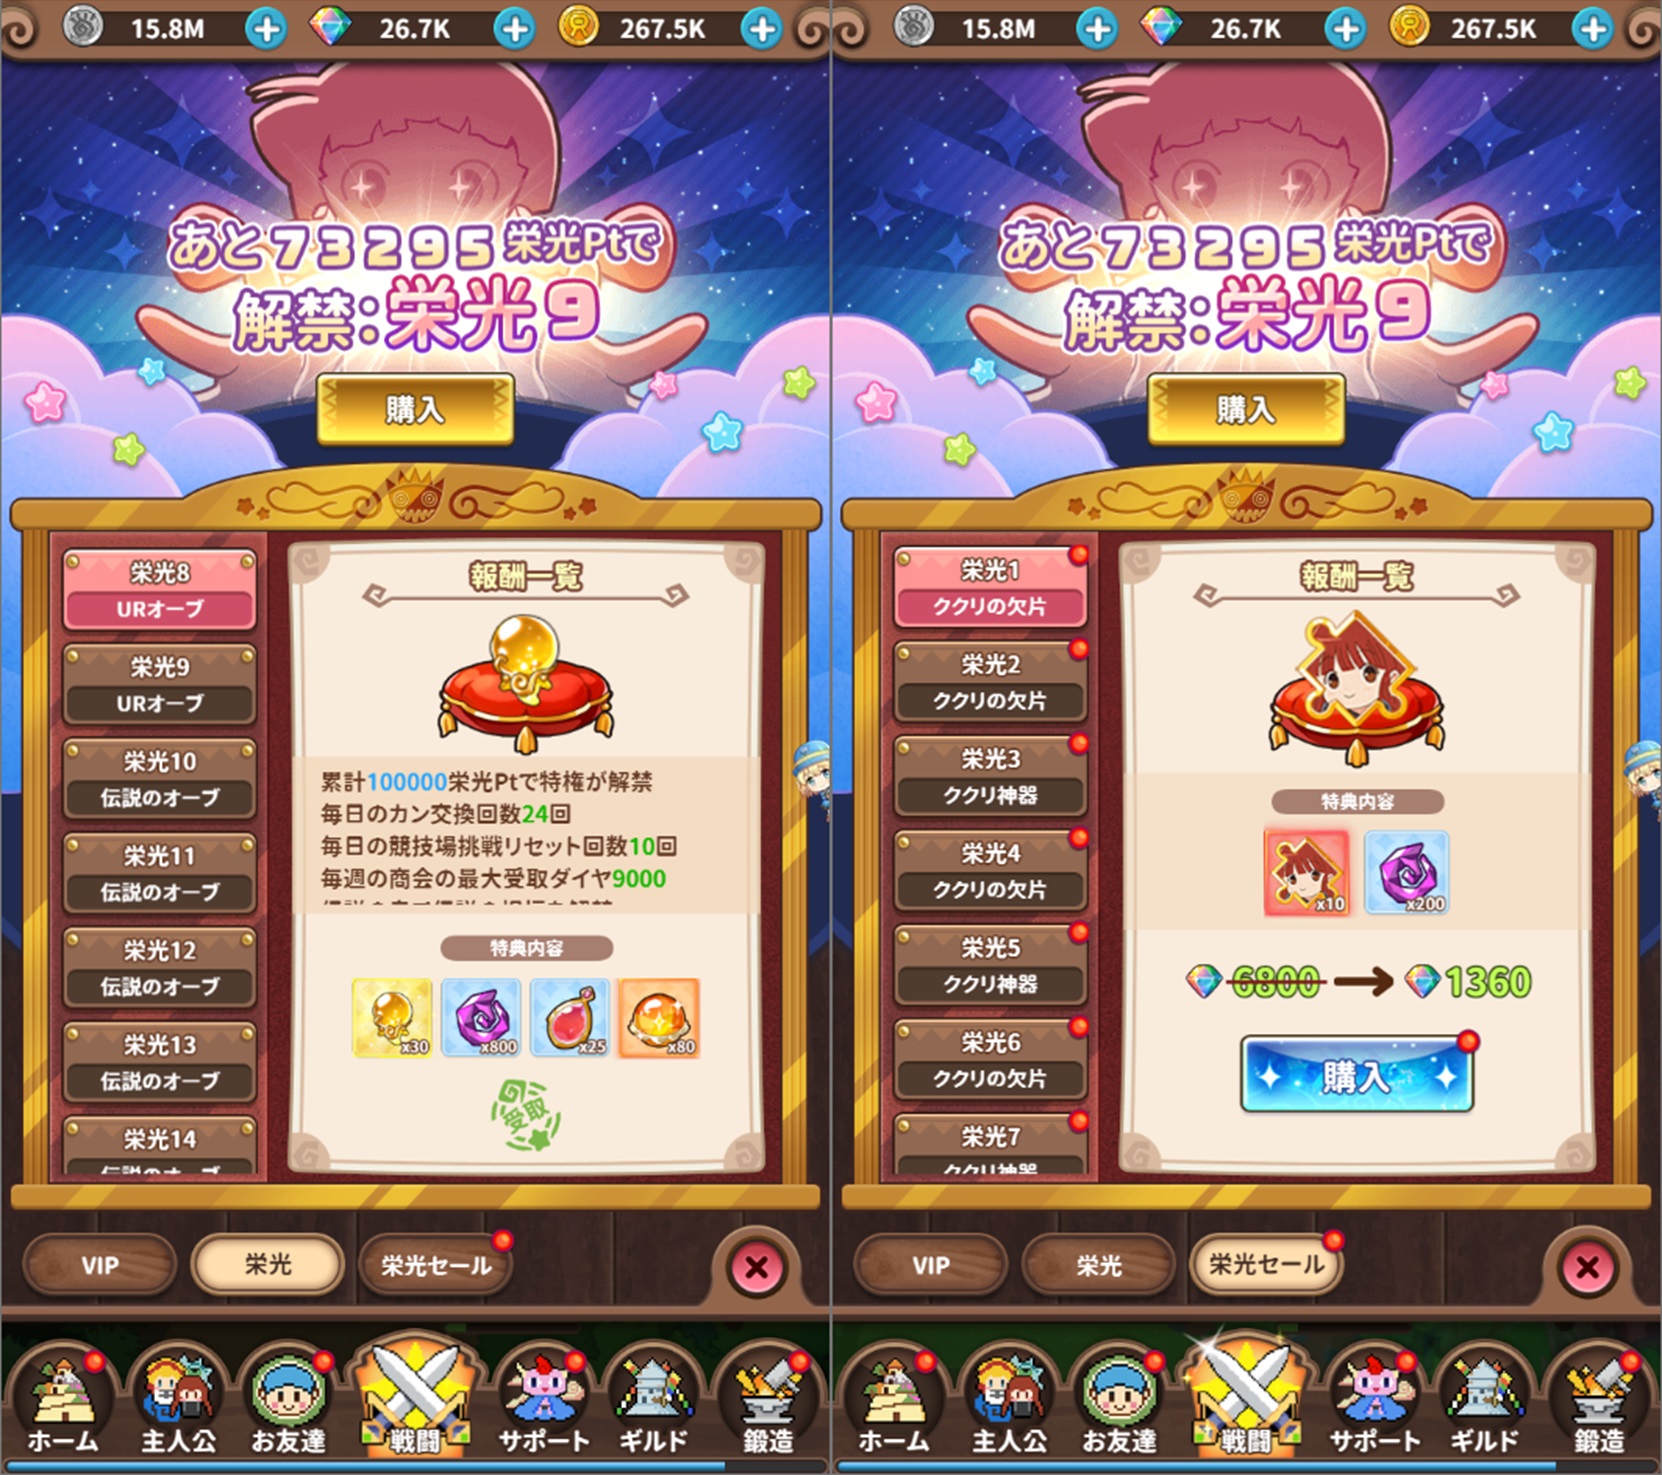 15.8M
26.7K
267.5K
あと73295栄光Ptで
解禁:栄光9
購入
栄光8
URオーブ
栄光9
URオーブ
栄光10
伝説のオーブ
栄光11
伝説のオーブ
栄光12
伝説のオーブ
栄光13
伝説のオーブ
栄光14
伝説のオーブ
報酬一覧
累計100000栄光Ptで特権が解禁
毎日のカン交換回数24回
毎日の競技場挑戦リセット回数10回
毎週の商会の最大受取ダイヤ9000
特典内容
x30
x800
x25
x80
受取
VIP
栄光
栄光セール
ホーム
主人公
お友達
戦闘
サポート
ギルド
鍛造
15.8M
26.7K
267.5K
あと73295栄光Ptで
解禁:栄光9
購入
栄光1
ククリの欠片
栄光2
ククリの欠片
栄光3
ククリ神器
栄光4
ククリの欠片
栄光5
ククリ神器
栄光6
ククリの欠片
栄光7
ククリ神器
報酬一覧
特典内容
x10
x200
6800
1360
購入
VIP
栄光
栄光セール
ホーム
主人公
お友達
戦闘
サポート
ギルド
鍛造